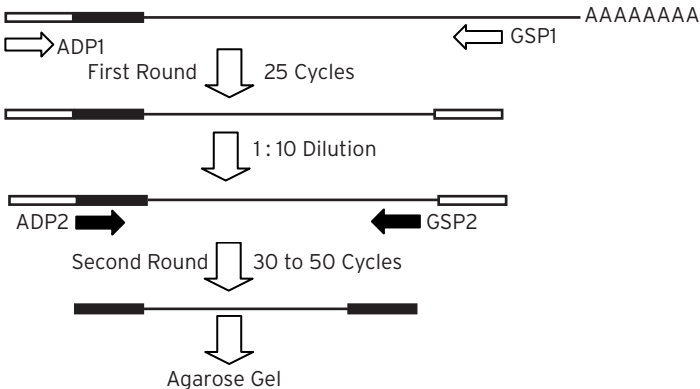 AAAAAAAA
ADP1
GSP1
First Round 25 Cycles
1:10 Dilution
ADP2
GSP2
Second Round 30 to 50 Cycles
Agarose Gel